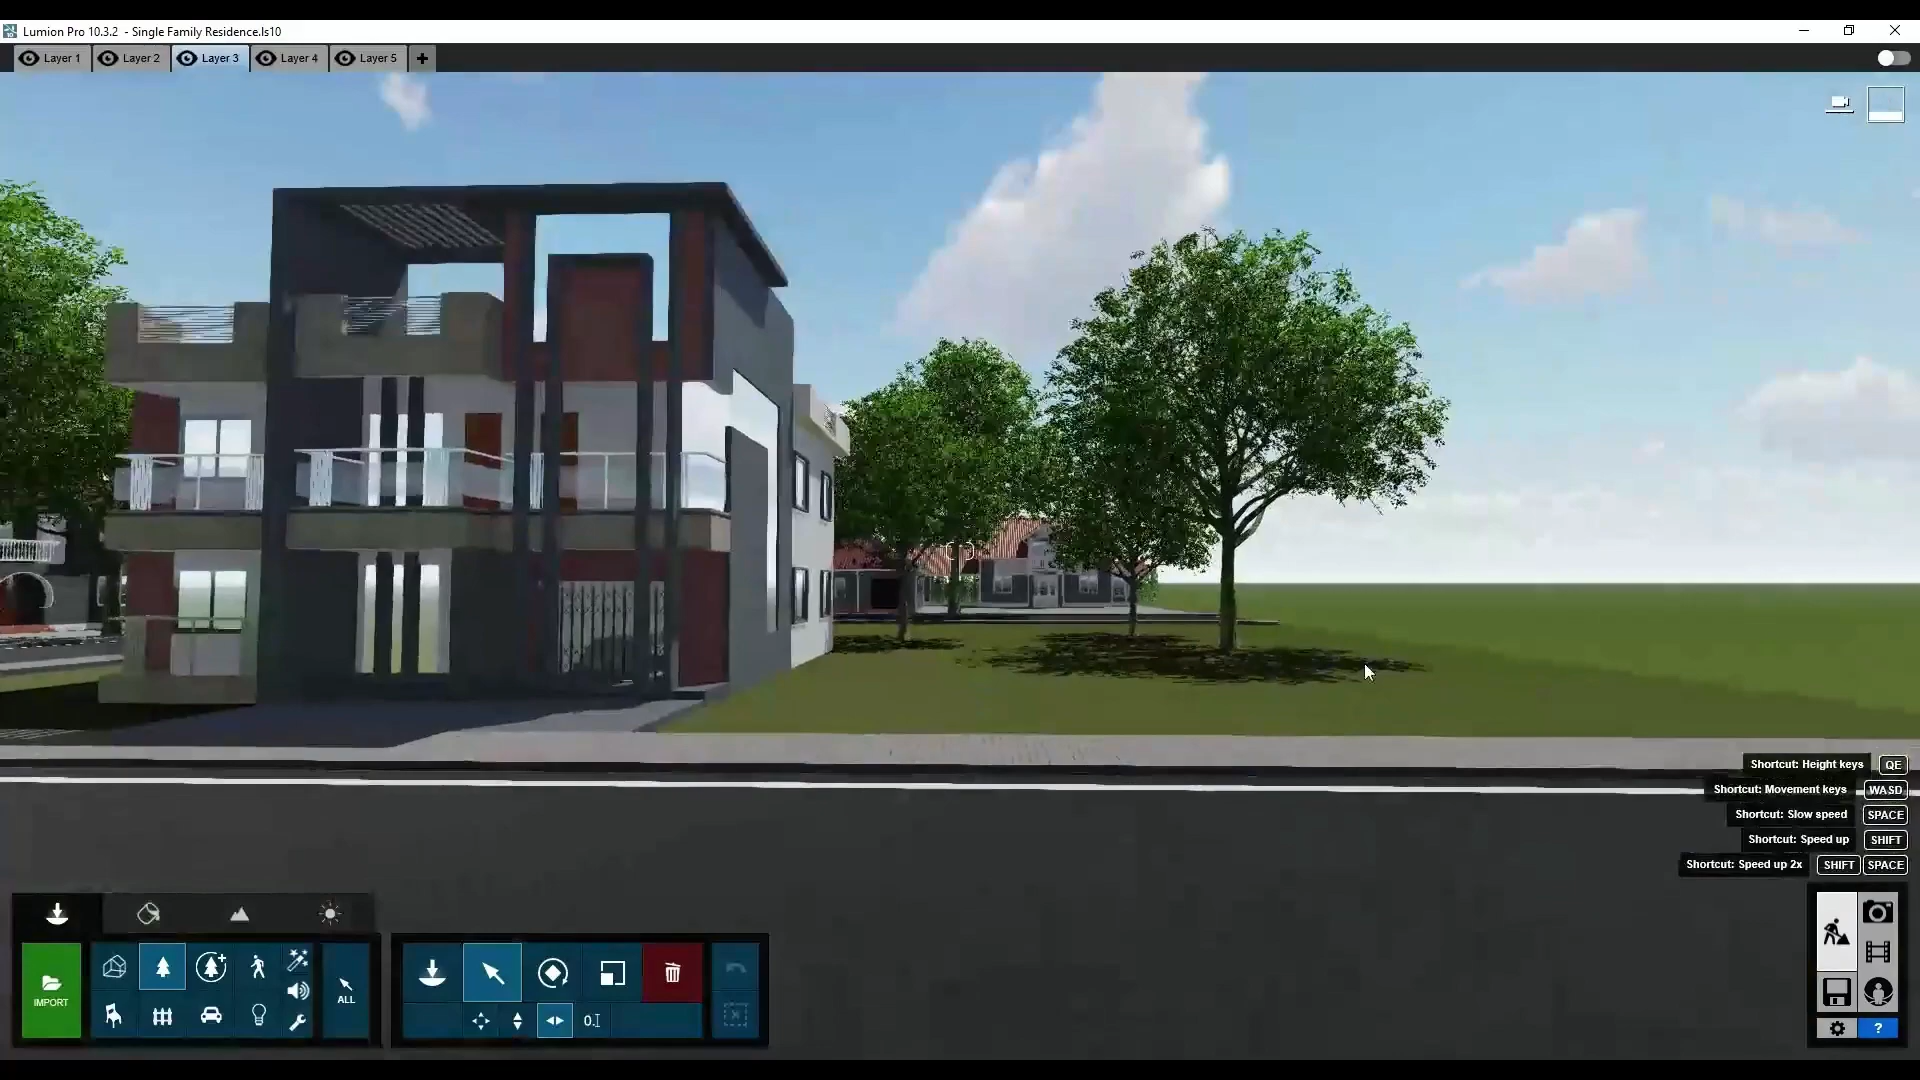 Lumion Pro 10.3.2 - Single Family Residence.ls10
Layer 1
Layer 2
Layer 3
Layer 4
Layer 5
Shortcut: Height keys QE
Shortcut: Movement keys WASD
Shortcut: Slow speed SPACE
Shortcut: Speed up SHIFT
Shortcut: Speed up 2x SHIFT SPACE
IMPORT
ALL
?